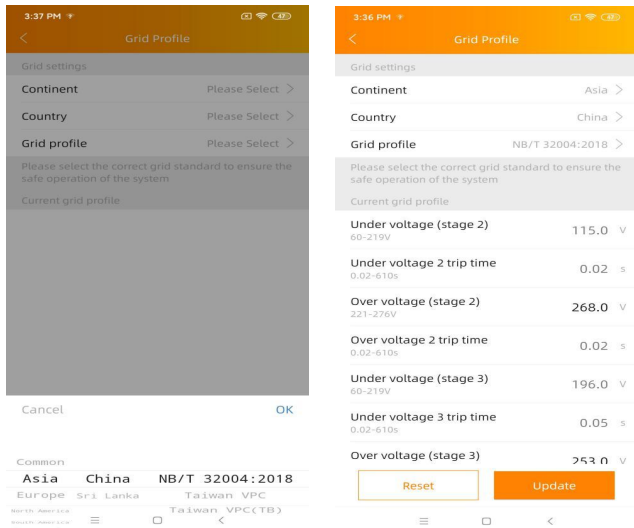 3:37 PM
Grid Profile
Grid settings
Continent Please Select
Country Please Select
Grid profile Please Select
Please select the correct grid standard to ensure the
safe operation of the system
Current grid profile
Cancel OK
Common
Asia China NB/T 32004:2018
Europe Sri Lanka Taiwan VPC
North America Taiwan VPC(TB)
South America
3:36 PM
Grid Profile
Grid settings
Continent Asia
Country China
Grid profile NB/T 32004:2018
Please select the correct grid standard to ensure the
safe operation of the system
Current grid profile
Under voltage (stage 2) 115.0 V
60-219V
Under voltage 2 trip time 0.02 s
0.02-610s
Over voltage (stage 2) 268.0 V
221-276V
Over voltage 2 trip time 0.02 s
0.02-610s
Under voltage (stage 3) 196.0 V
60-219V
Under voltage 3 trip time 0.05 s
0.02-610s
Over voltage (stage 3) 253.0 V
Reset Update